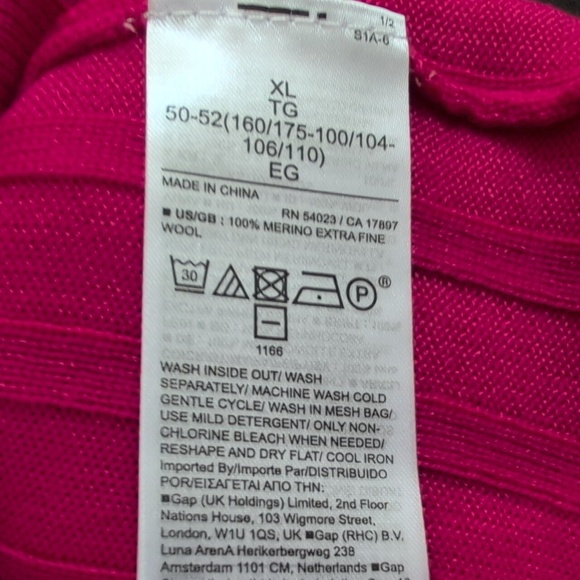 1/2
S1A-6
XL
TG
50-52(160/175-100/104-
106/110)
EG
MADE IN CHINA
RN 54023 / CA 17897
■ US/GB : 100% MERINO EXTRA FINE
WOOL
30
P®
1166
WASH INSIDE OUT/ WASH
SEPARATELY/ MACHINE WASH COLD
GENTLE CYCLE/ WASH IN MESH BAG/
USE MILD DETERGENT/ ONLY NON-
CHLORINE BLEACH WHEN NEEDED/
RESHAPE AND DRY FLAT/ COOL IRON
Imported By/Importe Par/DISTRIBUIDO
POR/ΕΙΣΑΓΕΤΑΙ ΑΠΟ ΤΗΝ:
■Gap (UK Holdings) Limited, 2nd Floor
Nations House, 103 Wigmore Street,
London, W1U 1QS, UK ■Gap (RHC) B.V.
Luna ArenA Herikerbergweg 238
Amsterdam 1101 CM, Netherlands ■Gap